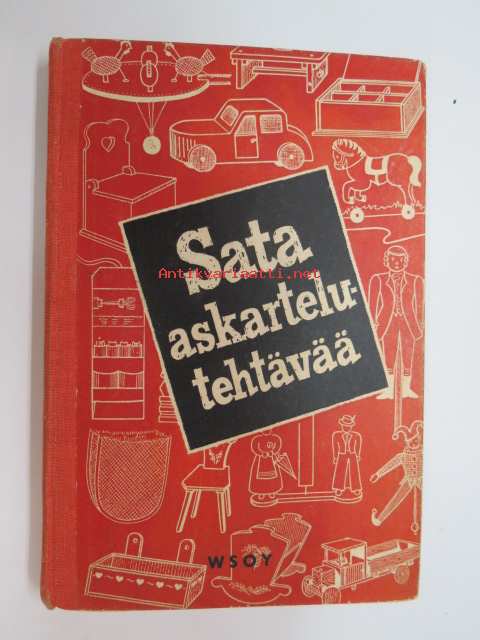 Sata
Antikvariaatti.net
askartelu-
tehtävää
WSOY